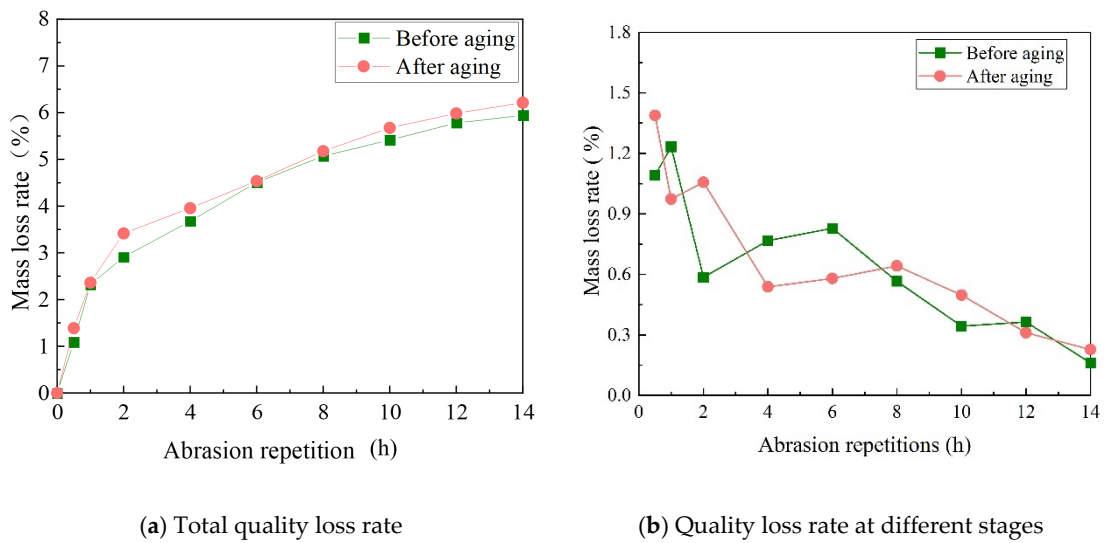 8
7
6
5
4
3
2
1
0
Mass loss rate（%）
Before aging
After aging
0 2 4 6 8 10 12 14
Abrasion repetition (h)
(a) Total quality loss rate
1.8
1.5
1.2
0.9
0.6
0.3
0.0
Mass loss rate ( %)
Before aging
After aging
0 2 4 6 8 10 12 14
Abrasion repetitions (h)
(b) Quality loss rate at different stages